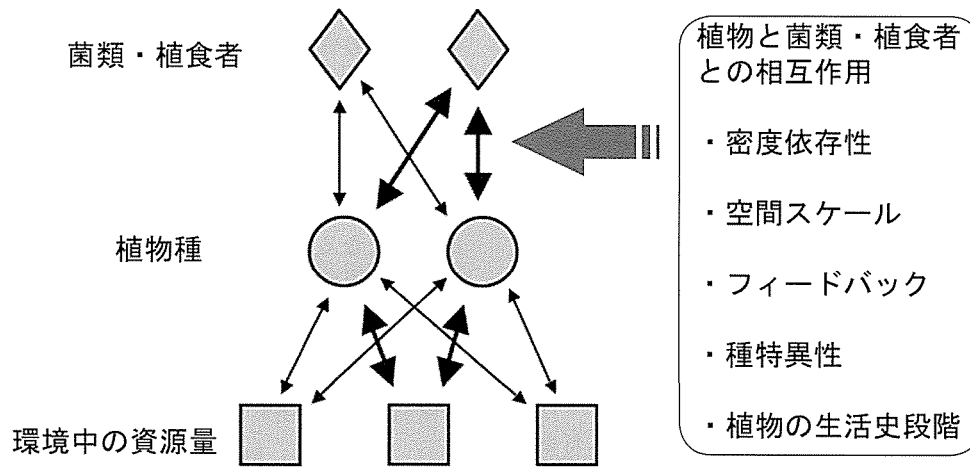 菌類・植食者
植物種
環境中の資源量
植物と菌類・植食者
との相互作用
・密度依存性
・空間スケール
・フィードバック
・種特異性
・植物の生活史段階